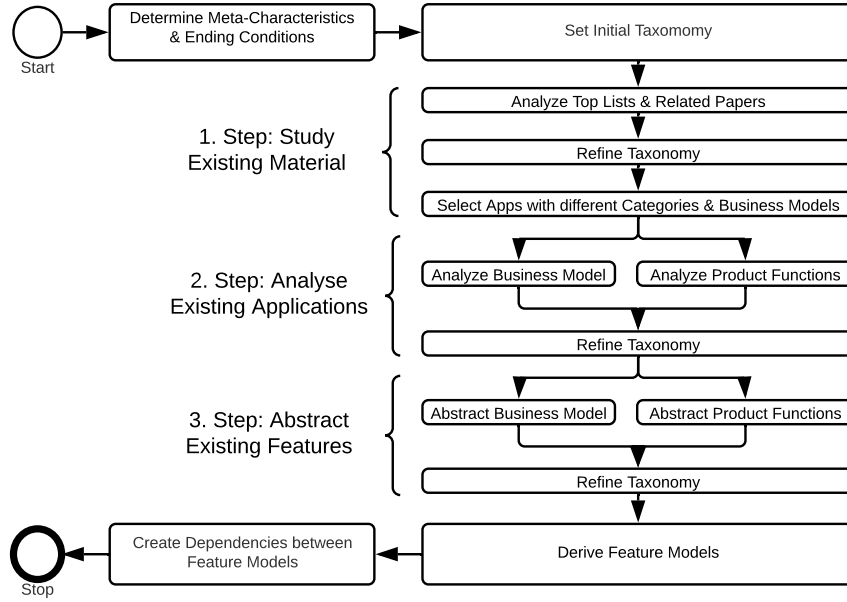 Start
Determine Meta-Characteristics
& Ending Conditions
Set Initial Taxomomy
1. Step: Study
Existing Material
Analyze Top Lists & Related Papers
Refine Taxonomy
Select Apps with different Categories & Business Models
2. Step: Analyse
Existing Applications
Analyze Business Model
Analyze Product Functions
Refine Taxonomy
3. Step: Abstract
Existing Features
Abstract Business Model
Abstract Product Functions
Refine Taxonomy
Derive Feature Models
Create Dependencies between
Feature Models
Stop